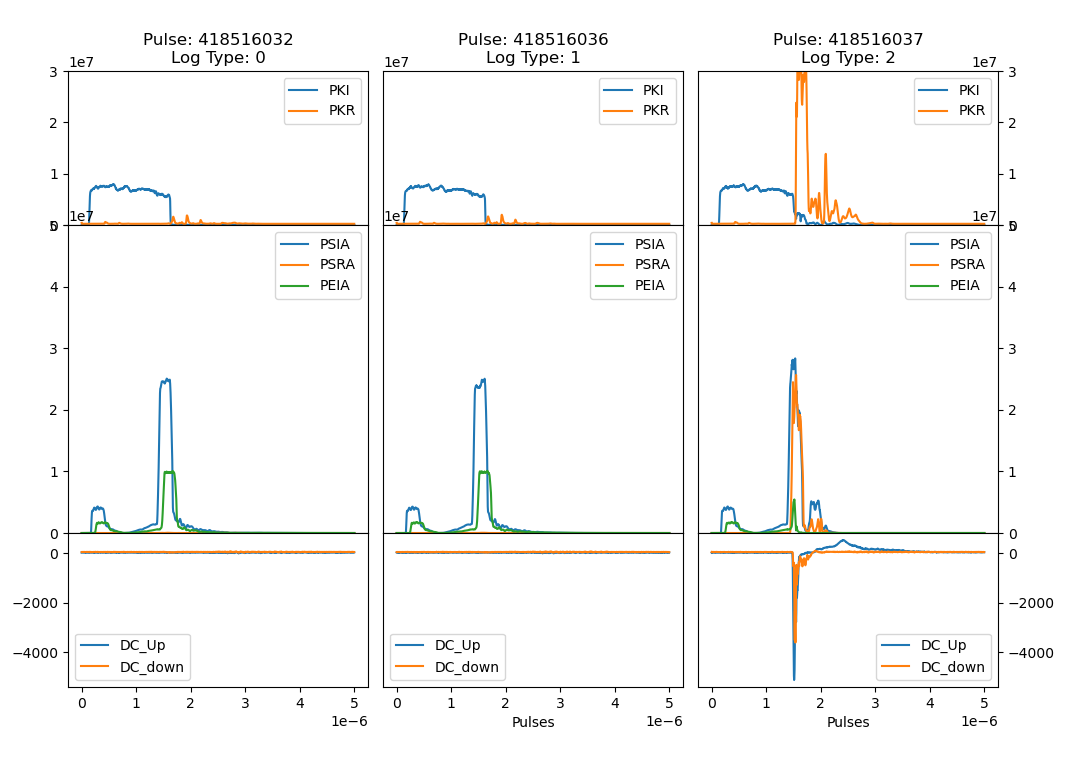 Pulse: 418516032
Log Type: 0
Pulse: 418516036
Log Type: 1
Pulse: 418516037
Log Type: 2
1e7
1e7
1e7
3
2
1
0
PKI
PKR
PKI
PKR
PKI
PKR
3
2
1
0
1e7
1e7
1e7
5
4
3
2
1
0
PSIA
PSRA
PEIA
PSIA
PSRA
PEIA
PSIA
PSRA
PEIA
5
4
3
2
1
0
0
−2000
−4000
DC_Up
DC_down
DC_Up
DC_down
DC_Up
DC_down
0
−2000
−4000
0 1 2 3 4 5
1e−6
0 1 2 3 4 5
1e−6
Pulses
0 1 2 3 4 5
1e−6
Pulses